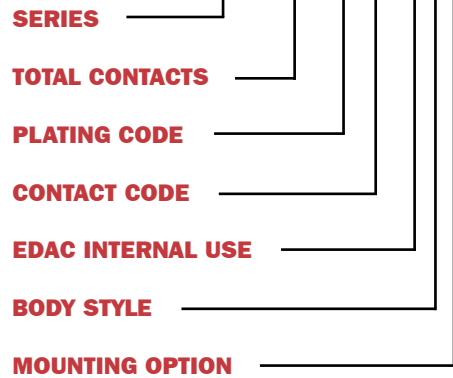 SERIES
TOTAL CONTACTS
PLATING CODE
CONTACT CODE
EDAC INTERNAL USE
BODY STYLE
MOUNTING OPTION